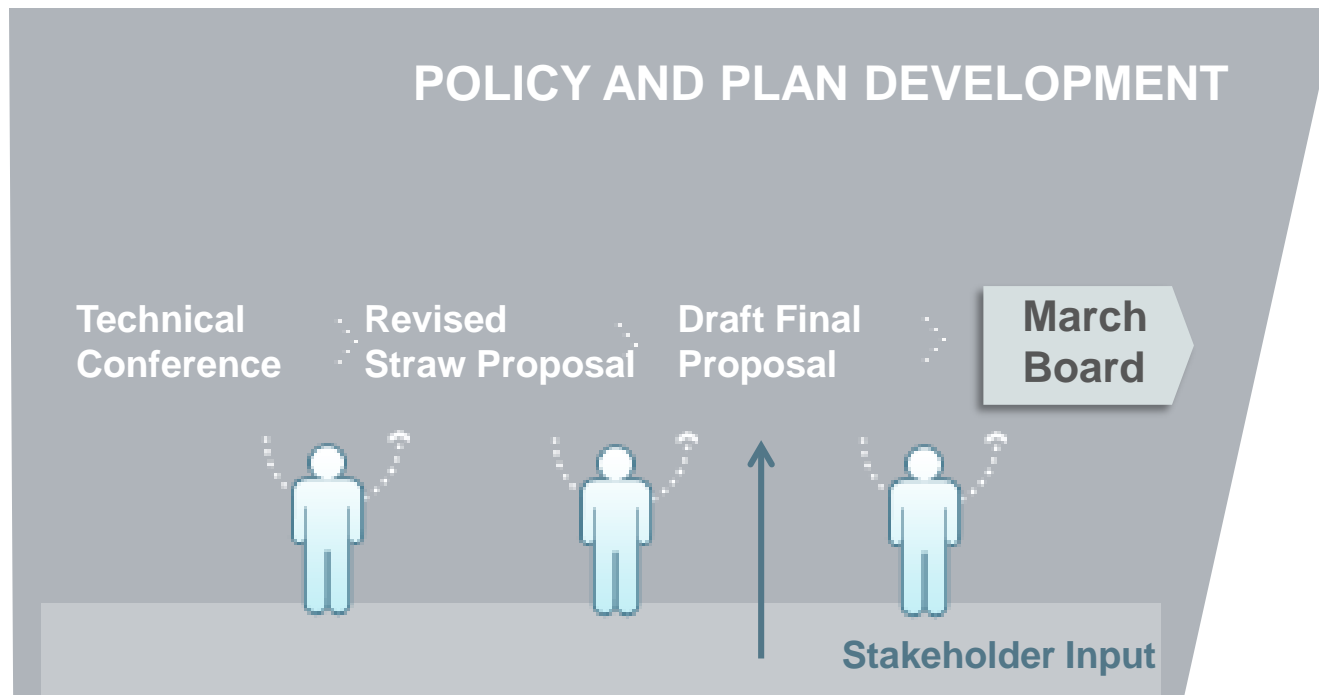 POLICY AND PLAN DEVELOPMENT
Technical
Conference
Revised
Straw Proposal
Draft Final
Proposal
March
Board
Stakeholder Input